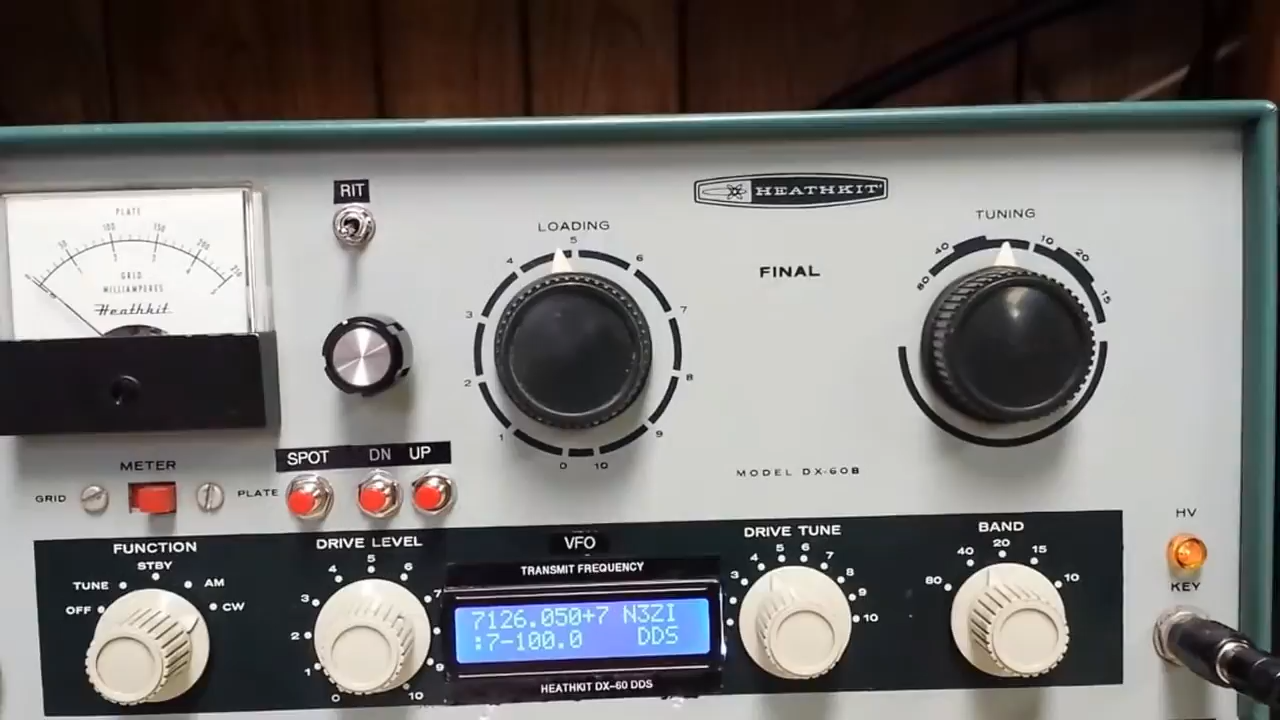 PLATE
50 100 150 200 250
GRID
MILLIAMPERES
Heathkit
RIT
LOADING
0 1 2 3 4 5 6 7 8 9 10
HEATHKIT
FINAL
TUNING
80 40 10 20 15
MODEL DX-60B
SPOT DN UP
METER
GRID PLATE
FUNCTION
OFF TUNE STBY AM CW
DRIVE LEVEL
0 1 2 3 4 5 6 7 9 10
VFO
TRANSMIT FREQUENCY
7126.050+7 N3ZI
:7-100.0 DDS
HEATHKIT DX-60 DDS
DRIVE TUNE
3 4 5 6 7 8 9 10
BAND
80 40 20 15 10
HV
KEY